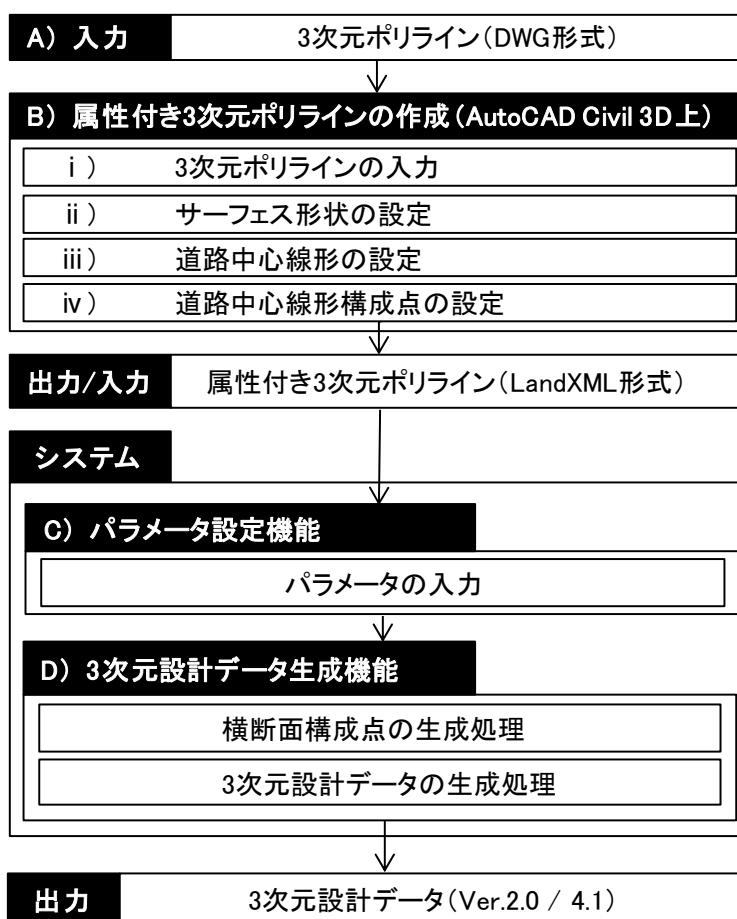 A) 入力 3次元ポリライン(DWG形式)
B) 属性付き3次元ポリラインの作成(AutoCAD Civil 3D上)
ⅰ) 3次元ポリラインの入力
ⅱ) サーフェス形状の設定
ⅲ) 道路中心線形の設定
ⅳ) 道路中心線形構成点の設定
出力/入力 属性付き3次元ポリライン(LandXML形式)
システム
C) パラメータ設定機能
パラメータの入力
D) 3次元設計データ生成機能
横断面構成点の生成処理
3次元設計データの生成処理
出力 3次元設計データ(Ver.2.0 / 4.1)